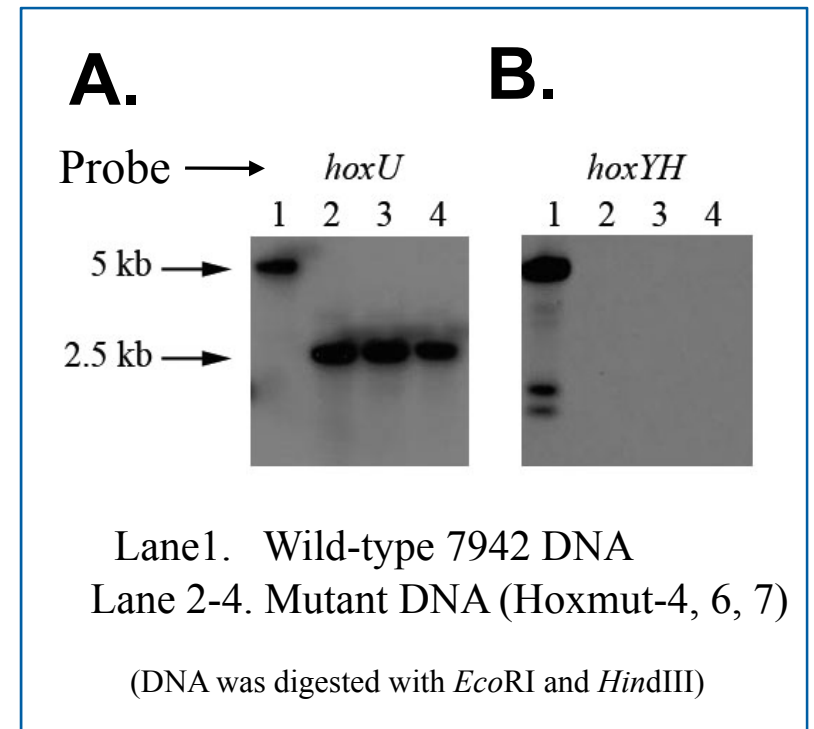 A. B.
Probe → hoxU hoxYH
1 2 3 4 1 2 3 4
5 kb
2.5 kb
Lane1. Wild-type 7942 DNA
Lane 2-4. Mutant DNA (Hoxmut-4, 6, 7)
(DNA was digested with EcoRI and HindIII)